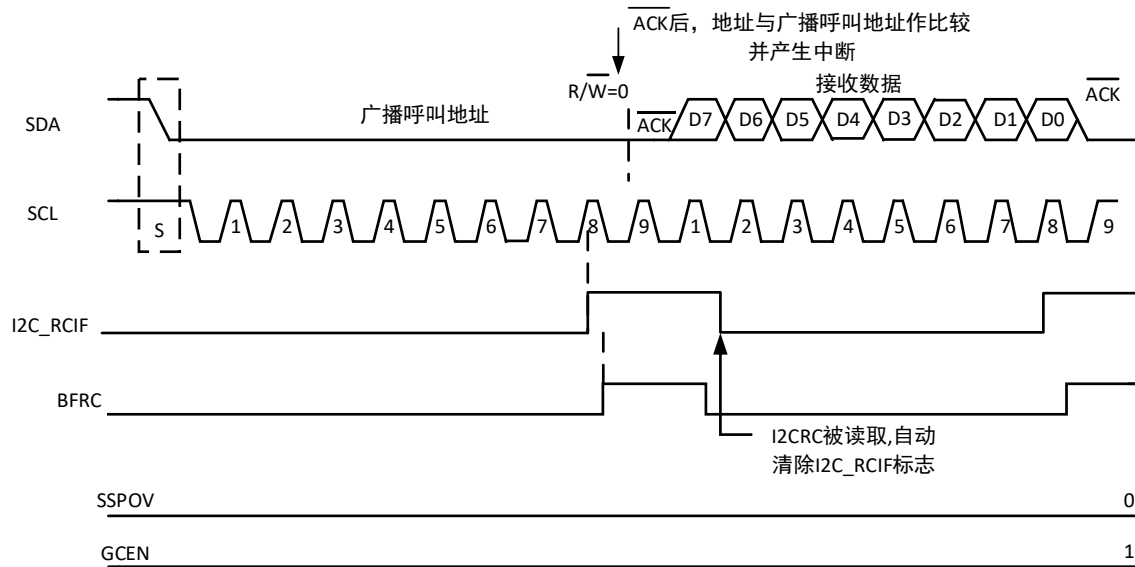 ACK后，地址与广播呼叫地址作比较
并产生中断
R/W=0
接收数据
ACK
SDA
广播呼叫地址
ACK D7 D6 D5 D4 D3 D2 D1 D0
SCL
S
1 2 3 4 5 6 7 8 9 1 2 3 4 5 6 7 8 9
I2C_RCIF
BFRC
I2CRC被读取,自动
清除I2C_RCIF标志
SSPOV
0
GCEN
1